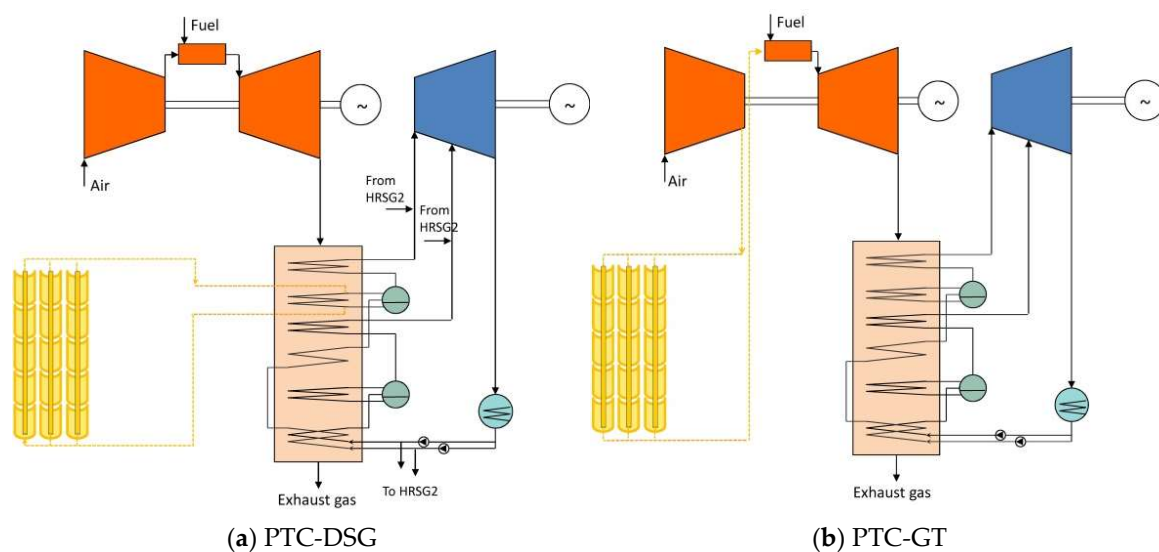 Fuel
~
~
Air
From
HRSG2
From
HRSG2
To HRSG2
Exhaust gas
(a) PTC-DSG
Fuel
~
~
Air
Exhaust gas
(b) PTC-GT